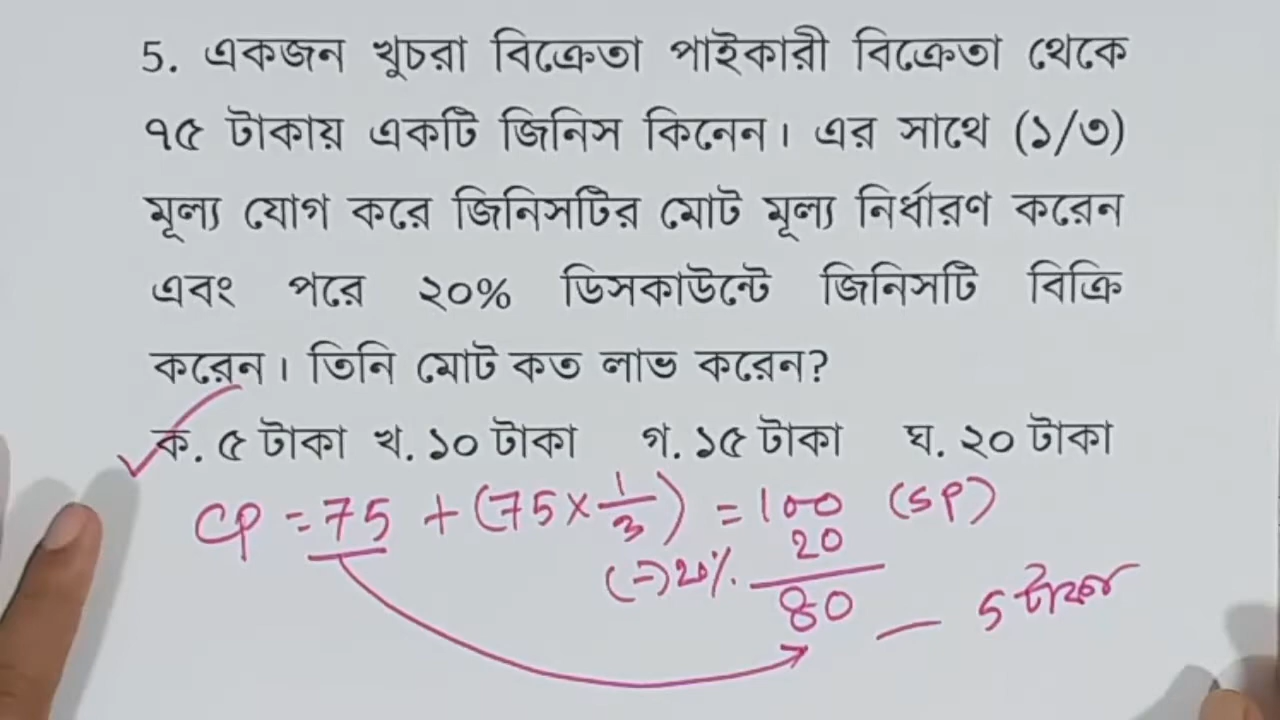 5. একজন খুচরা বিক্রেতা পাইকারী বিক্রেতা থেকে
৭৫ টাকায় একটি জিনিস কিনেন। এর সাথে (১/৩)
মূল্য যোগ করে জিনিসটির মোট মূল্য নির্ধারণ করেন
এবং পরে ২০% ডিসকাউন্টে জিনিসটি বিক্রি
করেন। তিনি মোট কত লাভ করেন?
ক. ৫ টাকা খ. ১০ টাকা গ. ১৫ টাকা ঘ. ২০ টাকা
CP = 75 + (75 × 1/3) = 100 (SP)
(-) 20% 20
80 — 5 টাকা